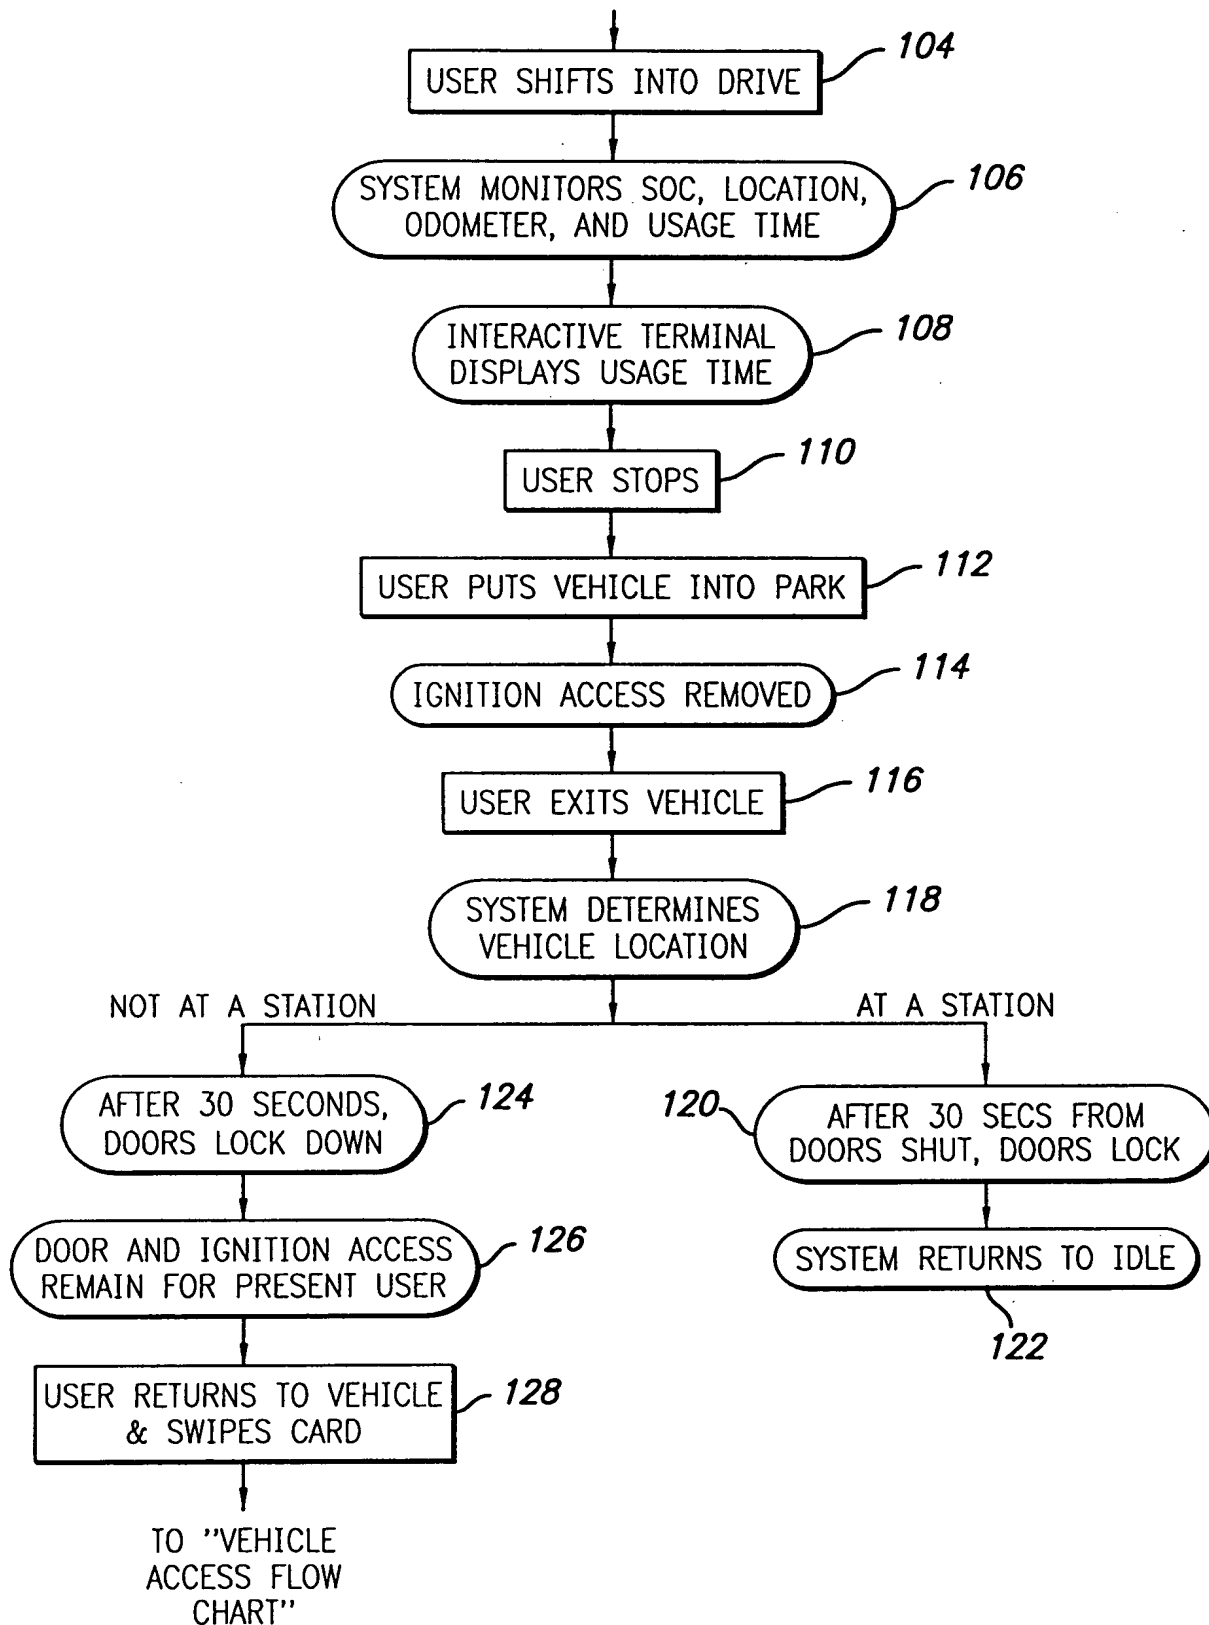 104
USER SHIFTS INTO DRIVE
106
SYSTEM MONITORS SOC, LOCATION,
ODOMETER, AND USAGE TIME
108
INTERACTIVE TERMINAL
DISPLAYS USAGE TIME
110
USER STOPS
112
USER PUTS VEHICLE INTO PARK
114
IGNITION ACCESS REMOVED
116
USER EXITS VEHICLE
118
SYSTEM DETERMINES
VEHICLE LOCATION
NOT AT A STATION
AT A STATION
124
AFTER 30 SECONDS,
DOORS LOCK DOWN
120
AFTER 30 SECS FROM
DOORS SHUT, DOORS LOCK
126
DOOR AND IGNITION ACCESS
REMAIN FOR PRESENT USER
SYSTEM RETURNS TO IDLE
122
128
USER RETURNS TO VEHICLE
& SWIPES CARD
TO "VEHICLE
ACCESS FLOW
CHART"